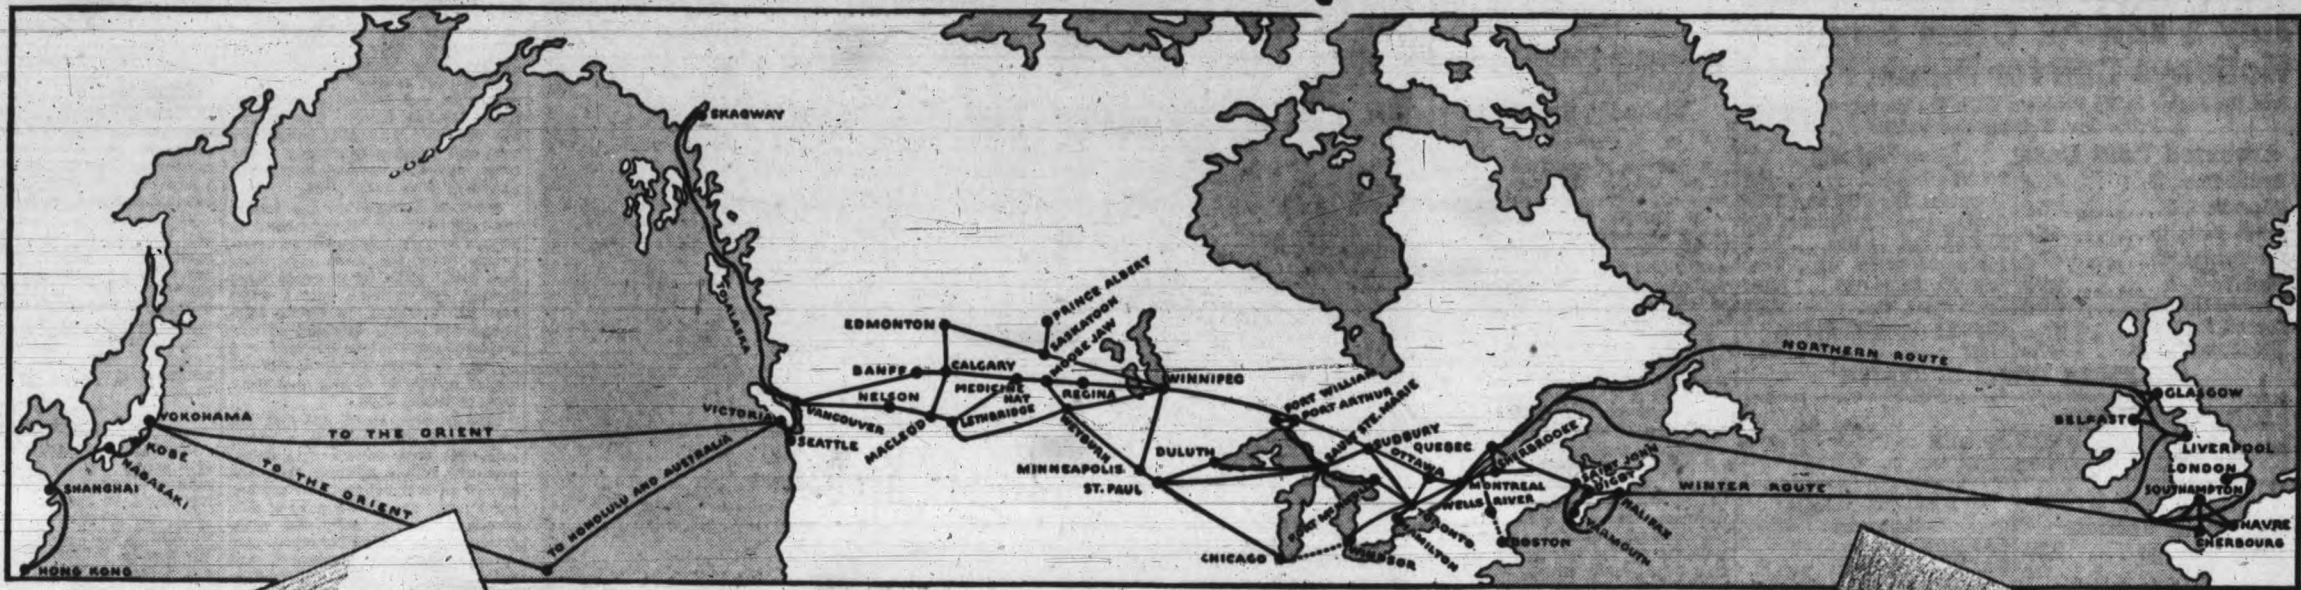 SKAGWAY
TO ALASKA
PRINCE ALBERT
SASKATOON
MOOSE JAW
EDMONTON
BANFF
CALGARY
MEDICINE
HAT
NELSON
REGINA
LETHBRIDGE
WINNIPEG
VICTORIA
VANCOUVER
SEATTLE
MACLEOD
WEYBURN
FORT WILLIAM
PORT ARTHUR
SAULT STE. MARIE
DULUTH
MINNEAPOLIS
ST. PAUL
CHICAGO
SUDBURY
OTTAWA
QUEBEC
SHERBROOKE
MONTREAL
WELLS RIVER
TORONTO
HAMILTON
WINDSOR
BOSTON
SAINT JOHN
DIGBY
HALIFAX
YARMOUTH
NORTHERN ROUTE
WINTER ROUTE
GLASGOW
BELFAST
LIVERPOOL
LONDON
SOUTHAMPTON
HAVRE
CHERBOURG
YOKOHAMA
KOBE
NAGASAKI
SHANGHAI
HONG KONG
TO THE ORIENT
TO THE ORIENT
TO HONOLULU AND AUSTRALIA